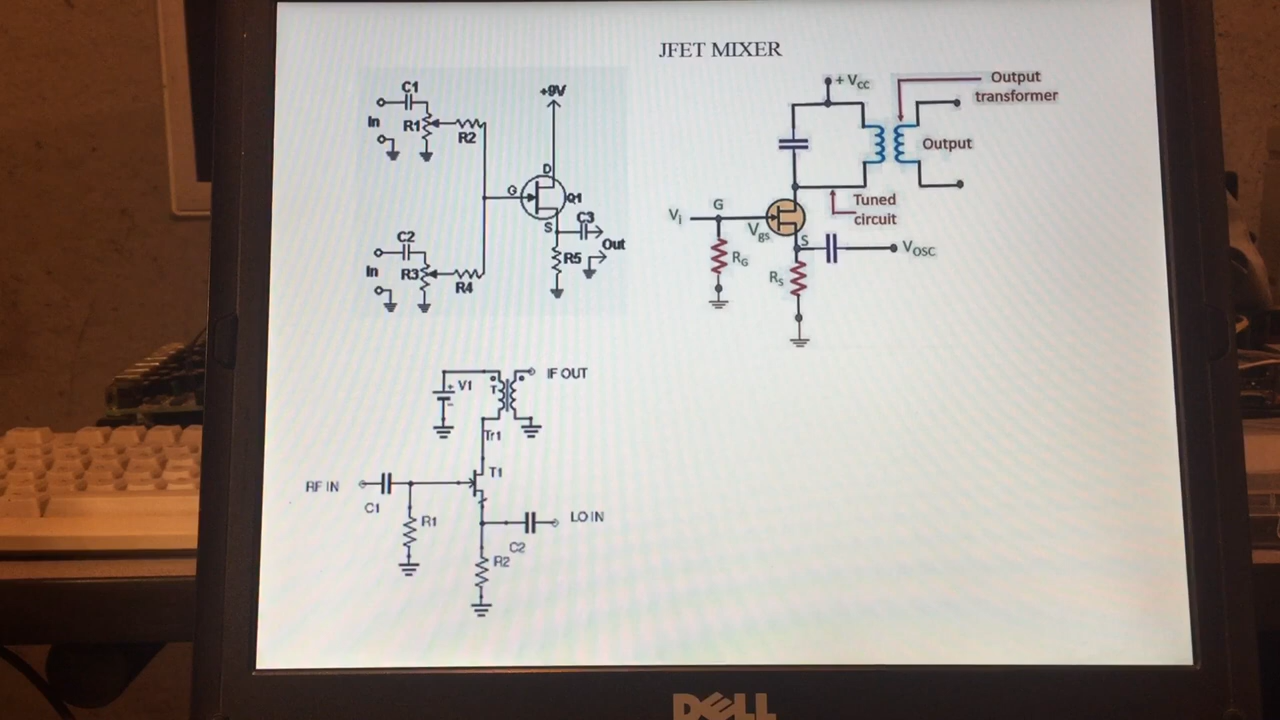 JFET MIXER
C1
In
R1
R2
+9V
D
G
Q1
S
C3
Out
R5
C2
In
R3
R4
+ VCC
Output
transformer
Output
Tuned
circuit
Vi
G
Vgs
RG
S
VOSC
RS
+
V1
-
T
IF OUT
Tr1
T1
RF IN
C1
R1
LO IN
C2
R2
DELL